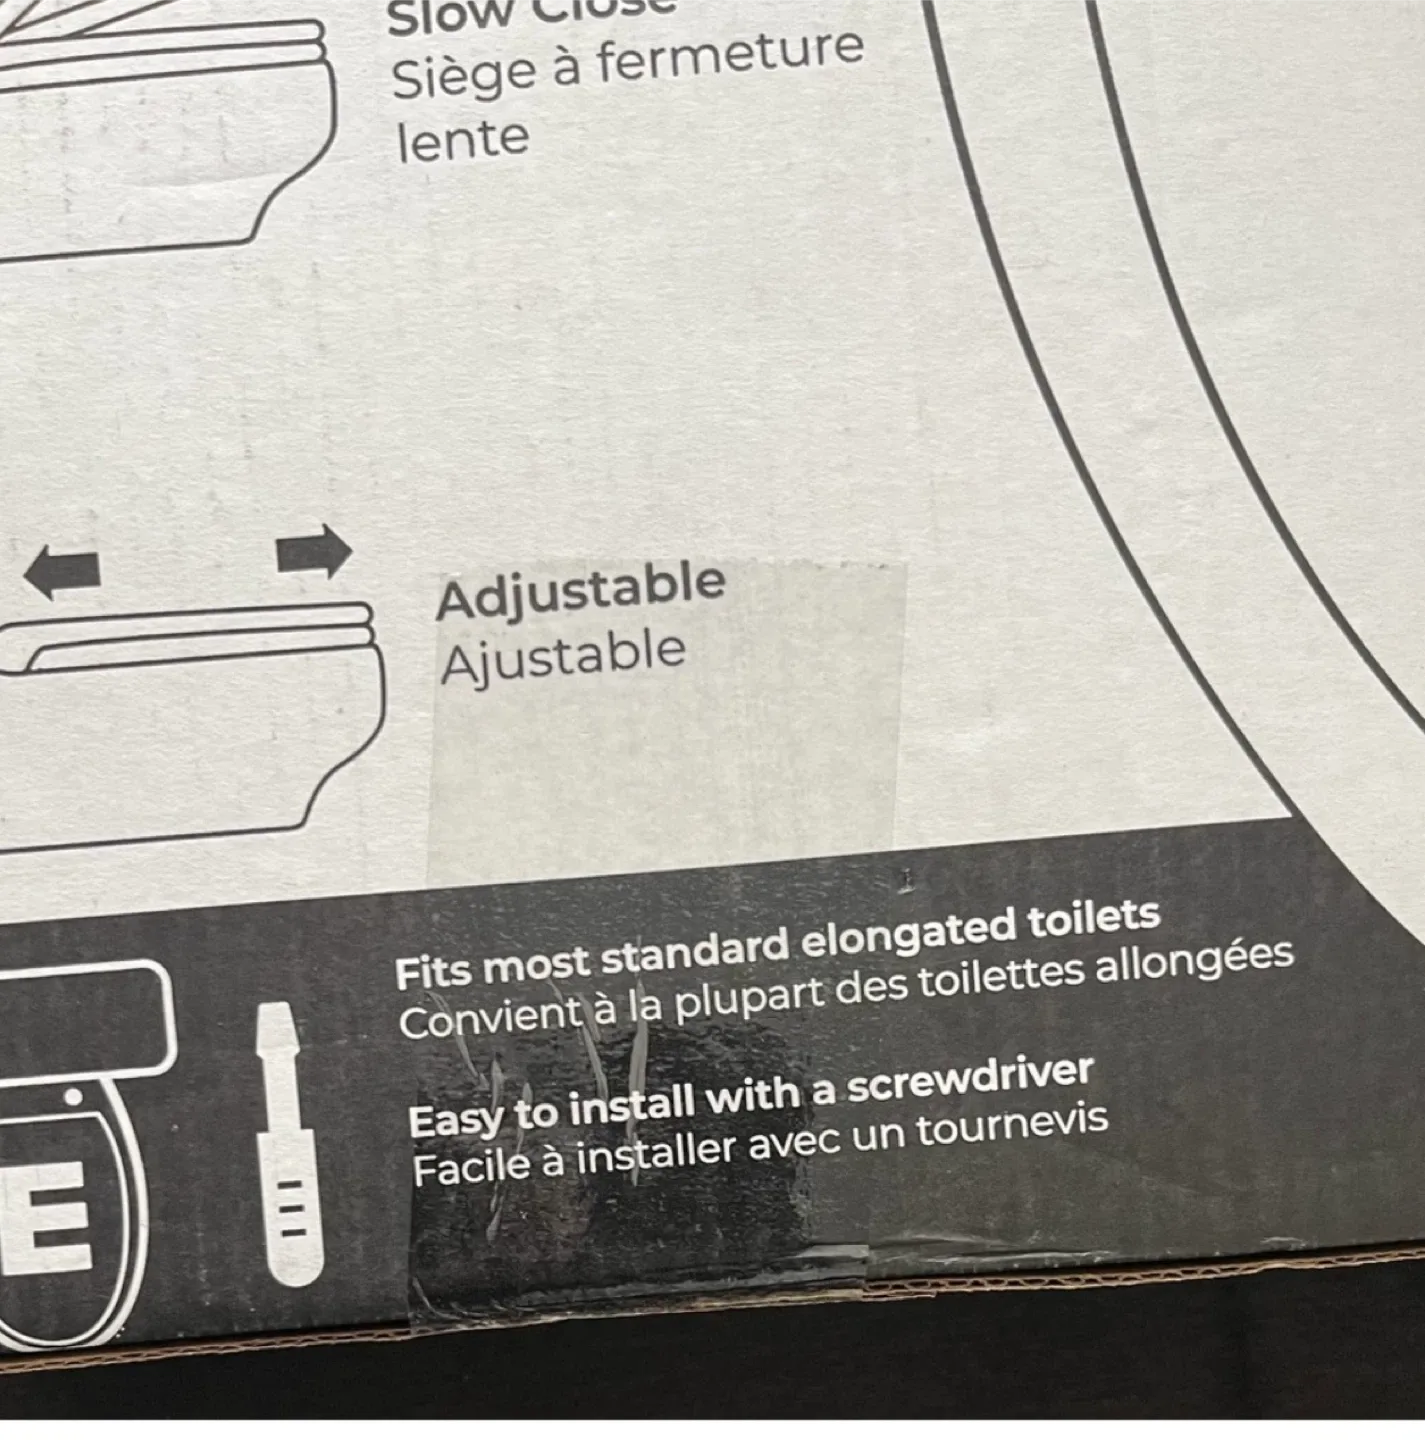 Slow Close
Siège à fermeture
lente
Adjustable
Ajustable
Fits most standard elongated toilets
Convient à la plupart des toilettes allongées
Easy to install with a screwdriver
Facile à installer avec un tournevis
E